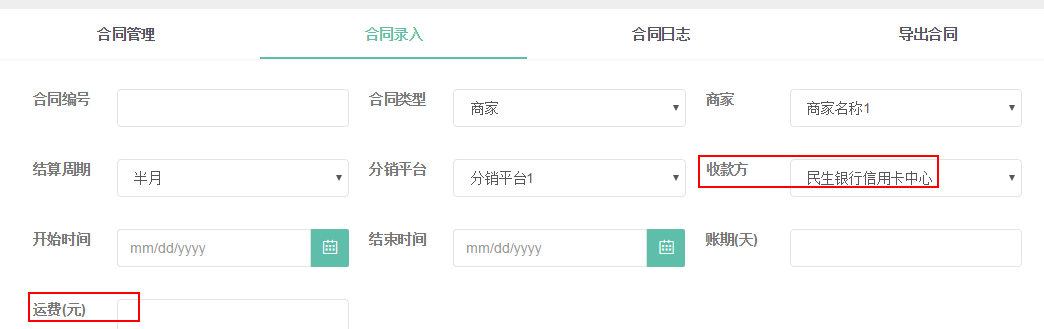 合同管理 合同录入 合同日志 导出合同
合同编号 合同类型 商家 商家 商家名称1
结算周期 半月 分销平台 分销平台1 收款方 民生银行信用卡中心
开始时间 mm/dd/yyyy 结束时间 mm/dd/yyyy 账期(天)
运费(元)